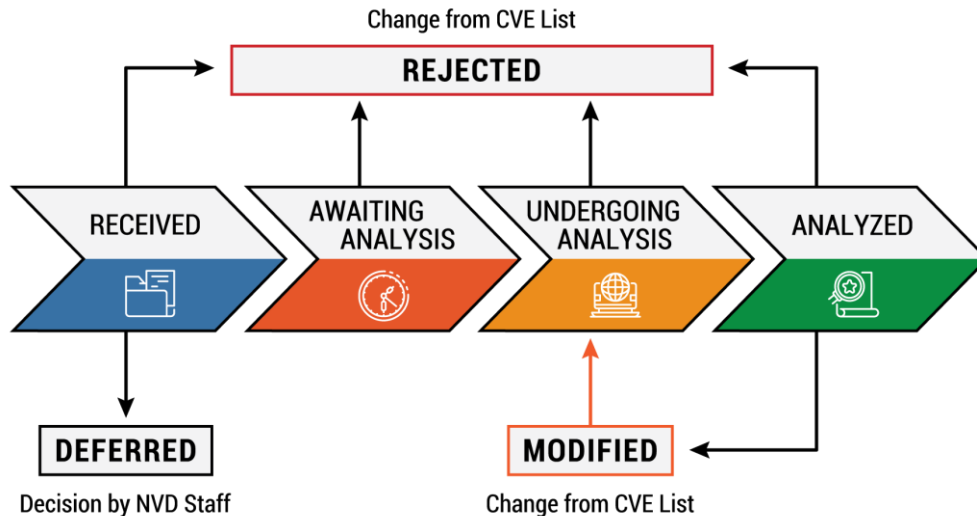 Change from CVE List
REJECTED
RECEIVED
AWAITING
ANALYSIS
UNDERGOING
ANALYSIS
ANALYZED
DEFERRED
Decision by NVD Staff
MODIFIED
Change from CVE List